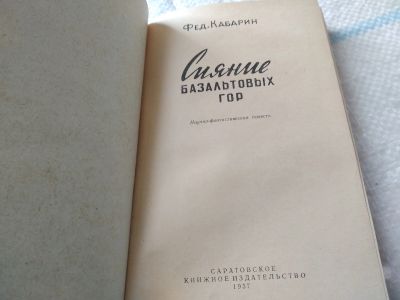 ФЕД. КАБАРИН
Сияние
БАЗАЛЬТОВЫХ
ГОР
Научно-фантастическая повесть
САРАТОВСКОЕ
КНИЖНОЕ ИЗДАТЕЛЬСТВО
1957